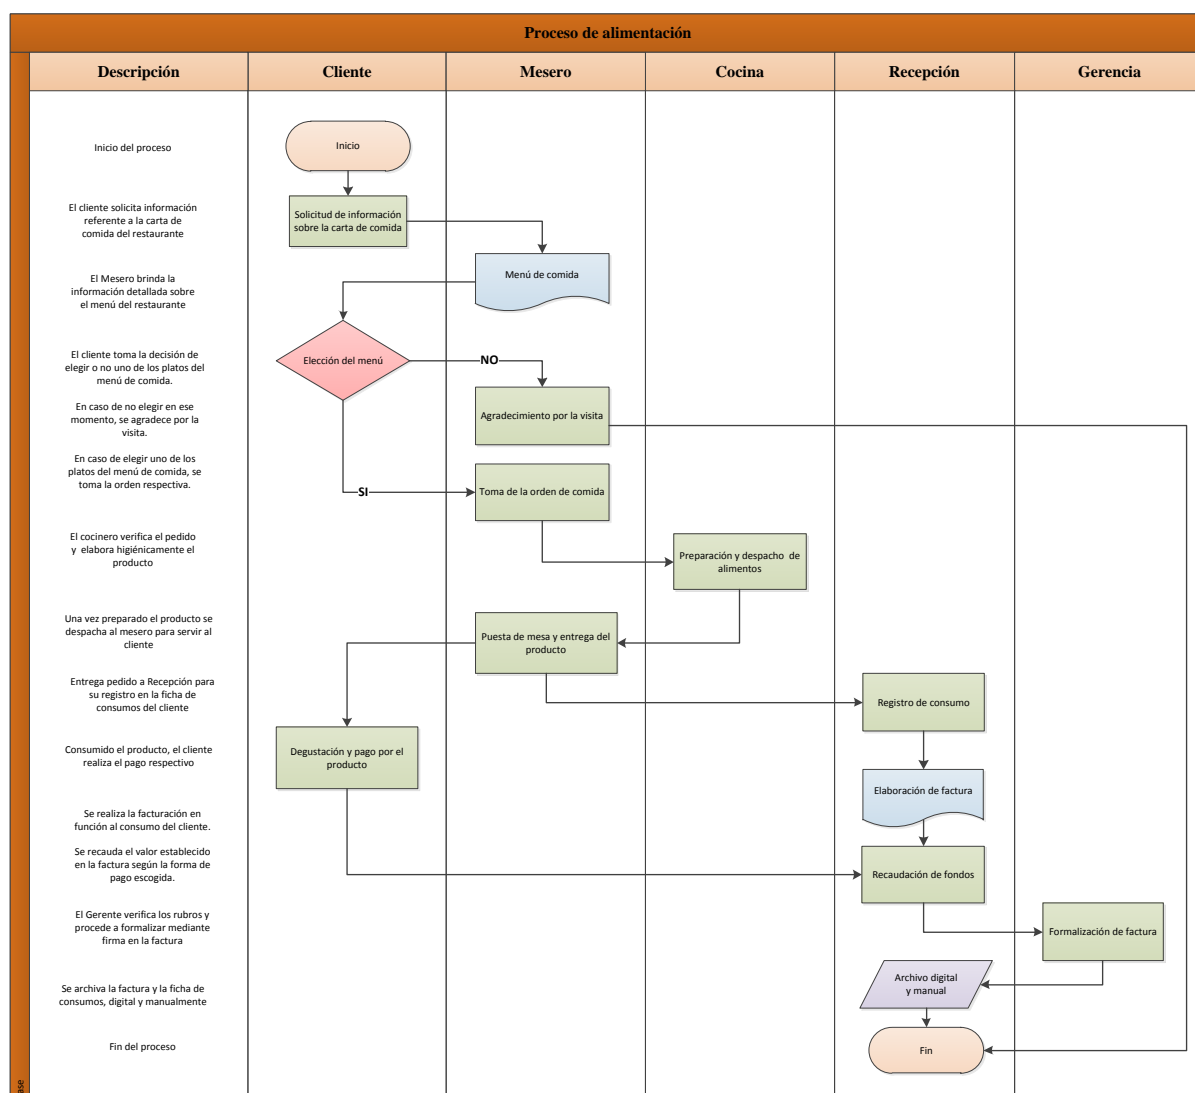 Proceso de alimentación
Descripción
Cliente
Mesero
Cocina
Recepción
Gerencia
Inicio del proceso
Inicio
El cliente solicita información
referente a la carta de
comida del restaurante
Solicitud de información
sobre la carta de comida
El Mesero brinda la
información detallada sobre
el menú del restaurante
Menú de comida
El cliente toma la decisión de
elegir o no uno de los platos del
menú de comida.
Elección del menú
NO
En caso de no elegir en ese
momento, se agradece por la
visita.
Agradecimiento por la visita
En caso de elegir uno de los
platos del menú de comida, se
toma la orden respectiva.
SI
Toma de la orden de comida
El cocinero verifica el pedido
y elabora higiénicamente el
producto
Preparación y despacho de
alimentos
Una vez preparado el producto se
despacha al mesero para servir al
cliente
Puesta de mesa y entrega del
producto
Entrega pedido a Recepción para
su registro en la ficha de
consumos del cliente
Registro de consumo
Consumido el producto, el cliente
realiza el pago respectivo
Degustación y pago por el
producto
Elaboración de factura
Se realiza la facturación en
función al consumo del cliente.
Se recauda el valor establecido
en la factura según la forma de
pago escogida.
Recaudación de fondos
El Gerente verifica los rubros y
procede a formalizar mediante
firma en la factura
Formalización de factura
Se archiva la factura y la ficha de
consumos, digital y manualmente
Archivo digital
y manual
Fin del proceso
Fin